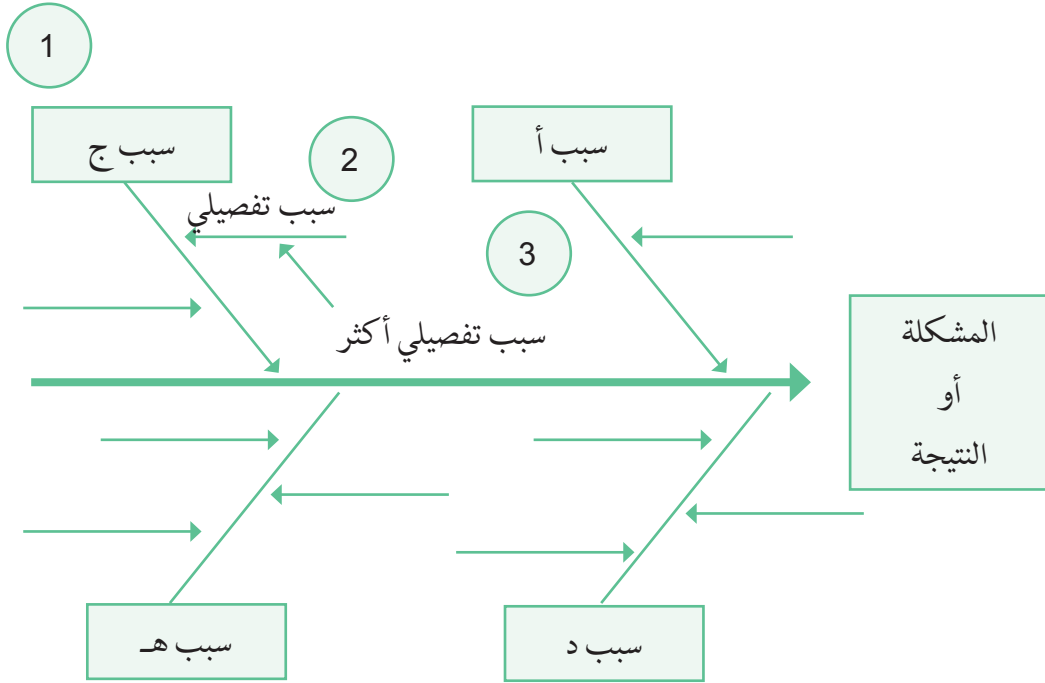 1
سبب أ
سبب ج
2
سبب تفصيلي
3
سبب تفصيلي أكثر
المشكلة
أو
النتيجة
سبب د
سبب هـ